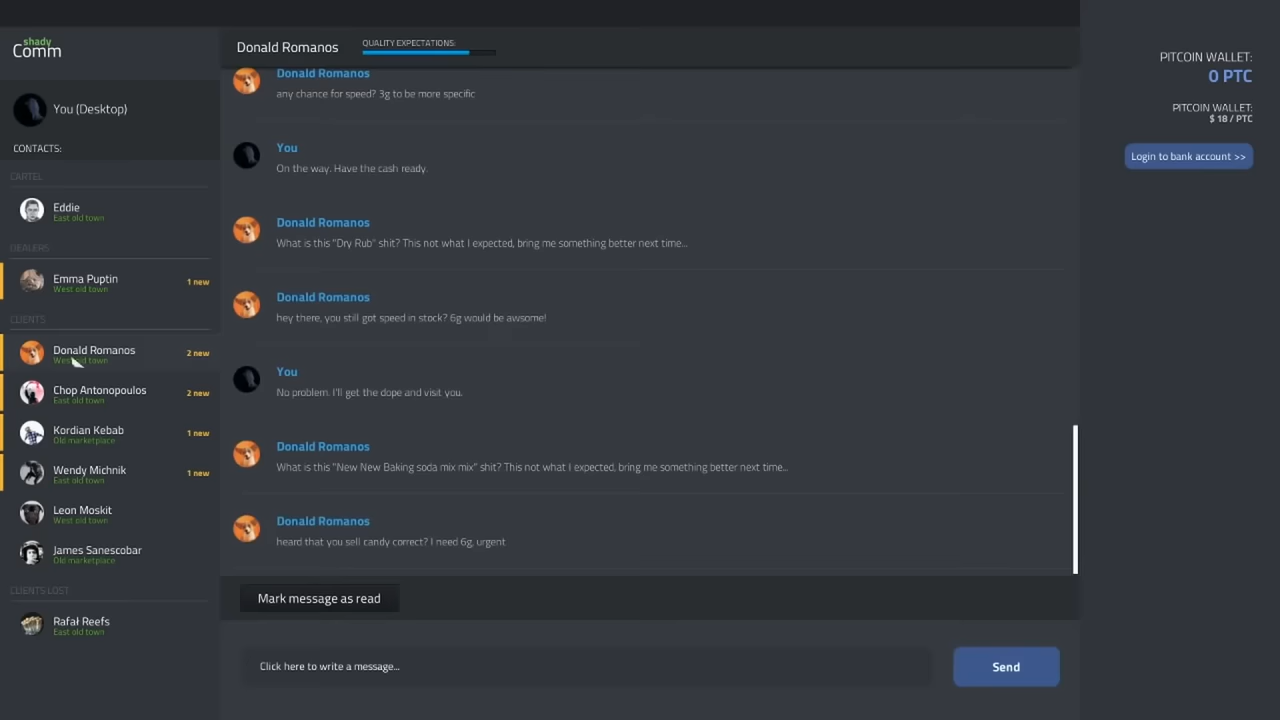 shady
Comm
You (Desktop)
CONTACTS:
CARTEL
Eddie
East old town
DEALERS
Emma Puptin
West old town
1 new
CLIENTS
Donald Romanos
West old town
2 new
Chop Antonopoulos
East old town
2 new
Kordian Kebab
Old marketplace
1 new
Wendy Michnik
East old town
1 new
Leon Moskit
West old town
James Sanescobar
Old marketplace
CLIENTS LOST
Rafał Reefs
East old town
Donald Romanos
QUALITY EXPECTATIONS:
Donald Romanos
any chance for speed? 3g to be more specific
You
On the way. Have the cash ready.
Donald Romanos
What is this "Dry Rub" shit? This not what I expected, bring me something better next time...
Donald Romanos
hey there, you still got speed in stock? 6g would be awsome!
You
No problem. I'll get the dope and visit you.
Donald Romanos
What is this "New New Baking soda mix mix" shit? This not what I expected, bring me something better next time...
Donald Romanos
heard that you sell candy correct? I need 6g, urgent
Mark message as read
Click here to write a message...
Send
PITCOIN WALLET:
0 PTC
PITCOIN WALLET:
$ 18 / PTC
Login to bank account >>